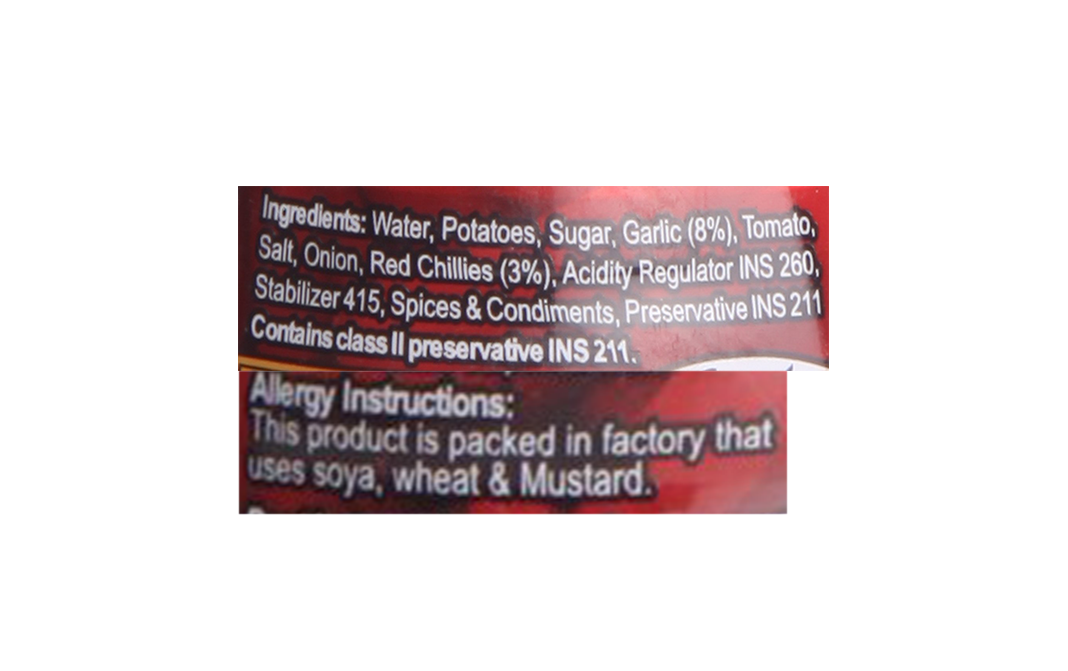 Ingredients: Water, Potatoes, Sugar, Garlic (8%), Tomato,
Salt, Onion, Red Chillies (3%), Acidity Regulator INS 260,
Stabilizer 415, Spices & Condiments, Preservative INS 211
Contains class II preservative INS 211.
Allergy Instructions:
This product is packed in factory that
uses soya, wheat & Mustard.